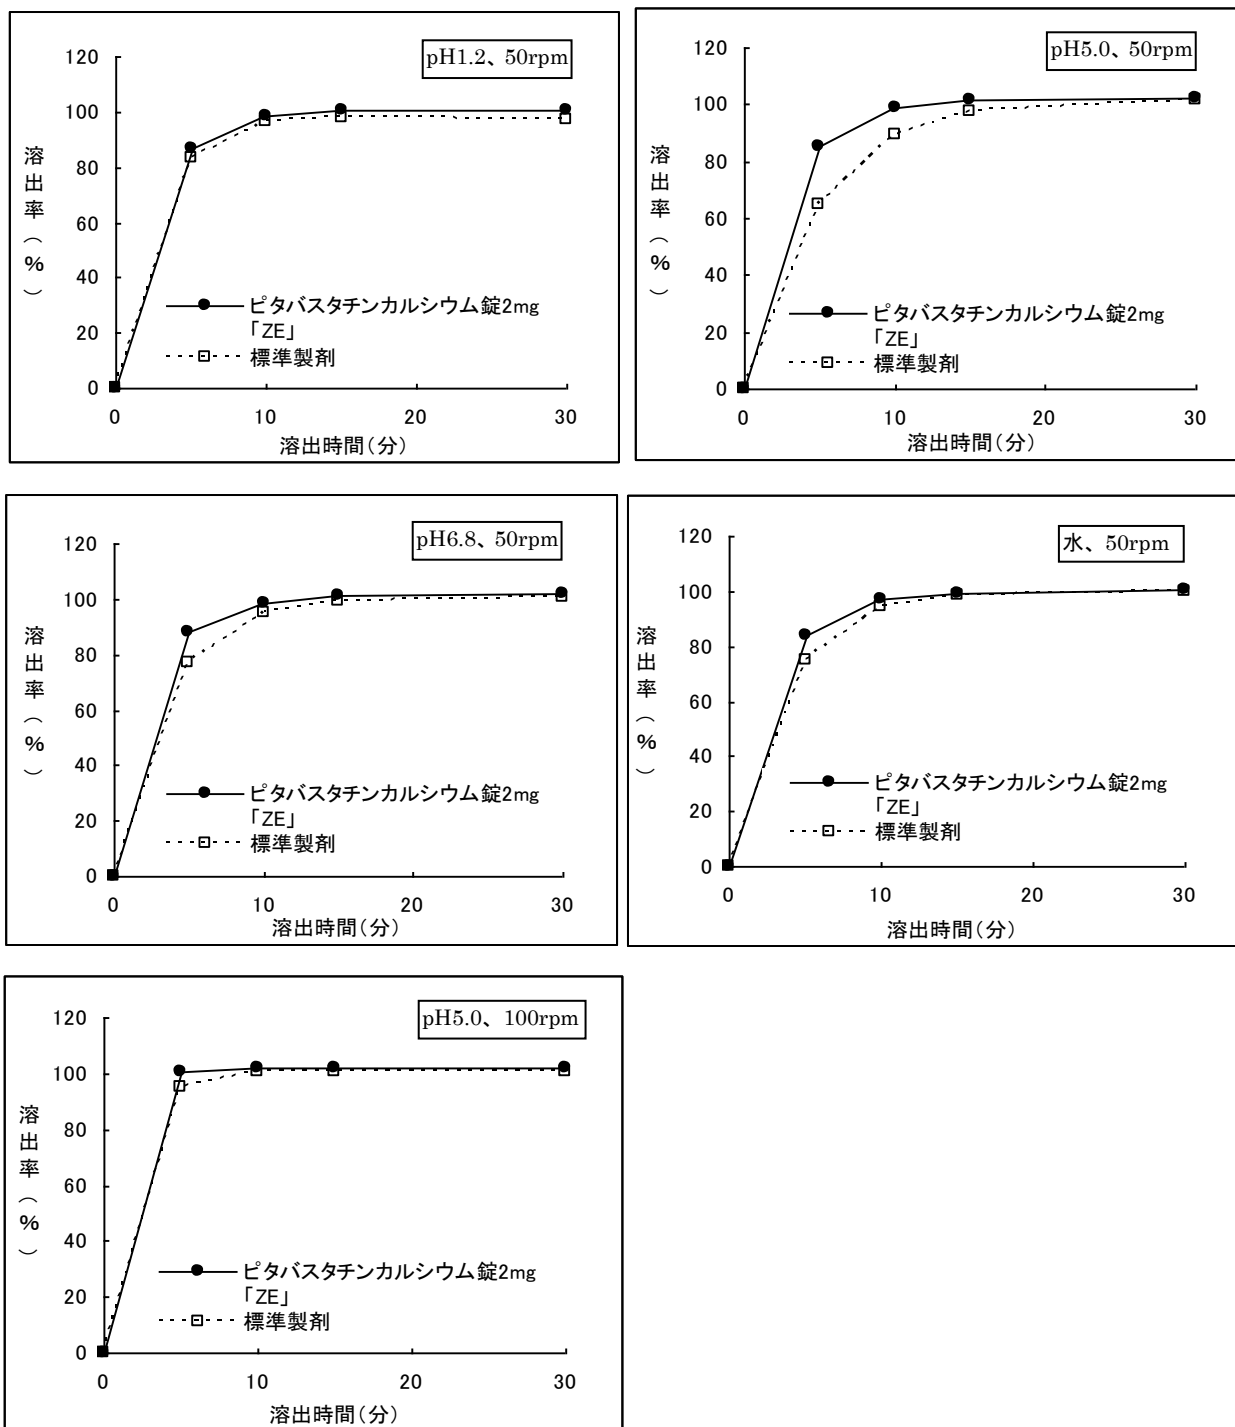 pH1.2、50rpm
120
100
80
60
40
20
0
溶出率(%)
ピタバスタチンカルシウム錠2mg
「ZE」
標準製剤
0 10 20 30
溶出時間(分)
pH5.0、50rpm
120
100
80
60
40
20
0
溶出率(%)
ピタバスタチンカルシウム錠2mg
「ZE」
標準製剤
0 10 20 30
溶出時間(分)
pH6.8、50rpm
120
100
80
60
40
20
0
溶出率(%)
ピタバスタチンカルシウム錠2mg
「ZE」
標準製剤
0 10 20 30
溶出時間(分)
水、50rpm
120
100
80
60
40
20
0
溶出率(%)
ピタバスタチンカルシウム錠2mg
「ZE」
標準製剤
0 10 20 30
溶出時間(分)
pH5.0、100rpm
120
100
80
60
40
20
0
溶出率(%)
ピタバスタチンカルシウム錠2mg
「ZE」
標準製剤
0 10 20 30
溶出時間(分)